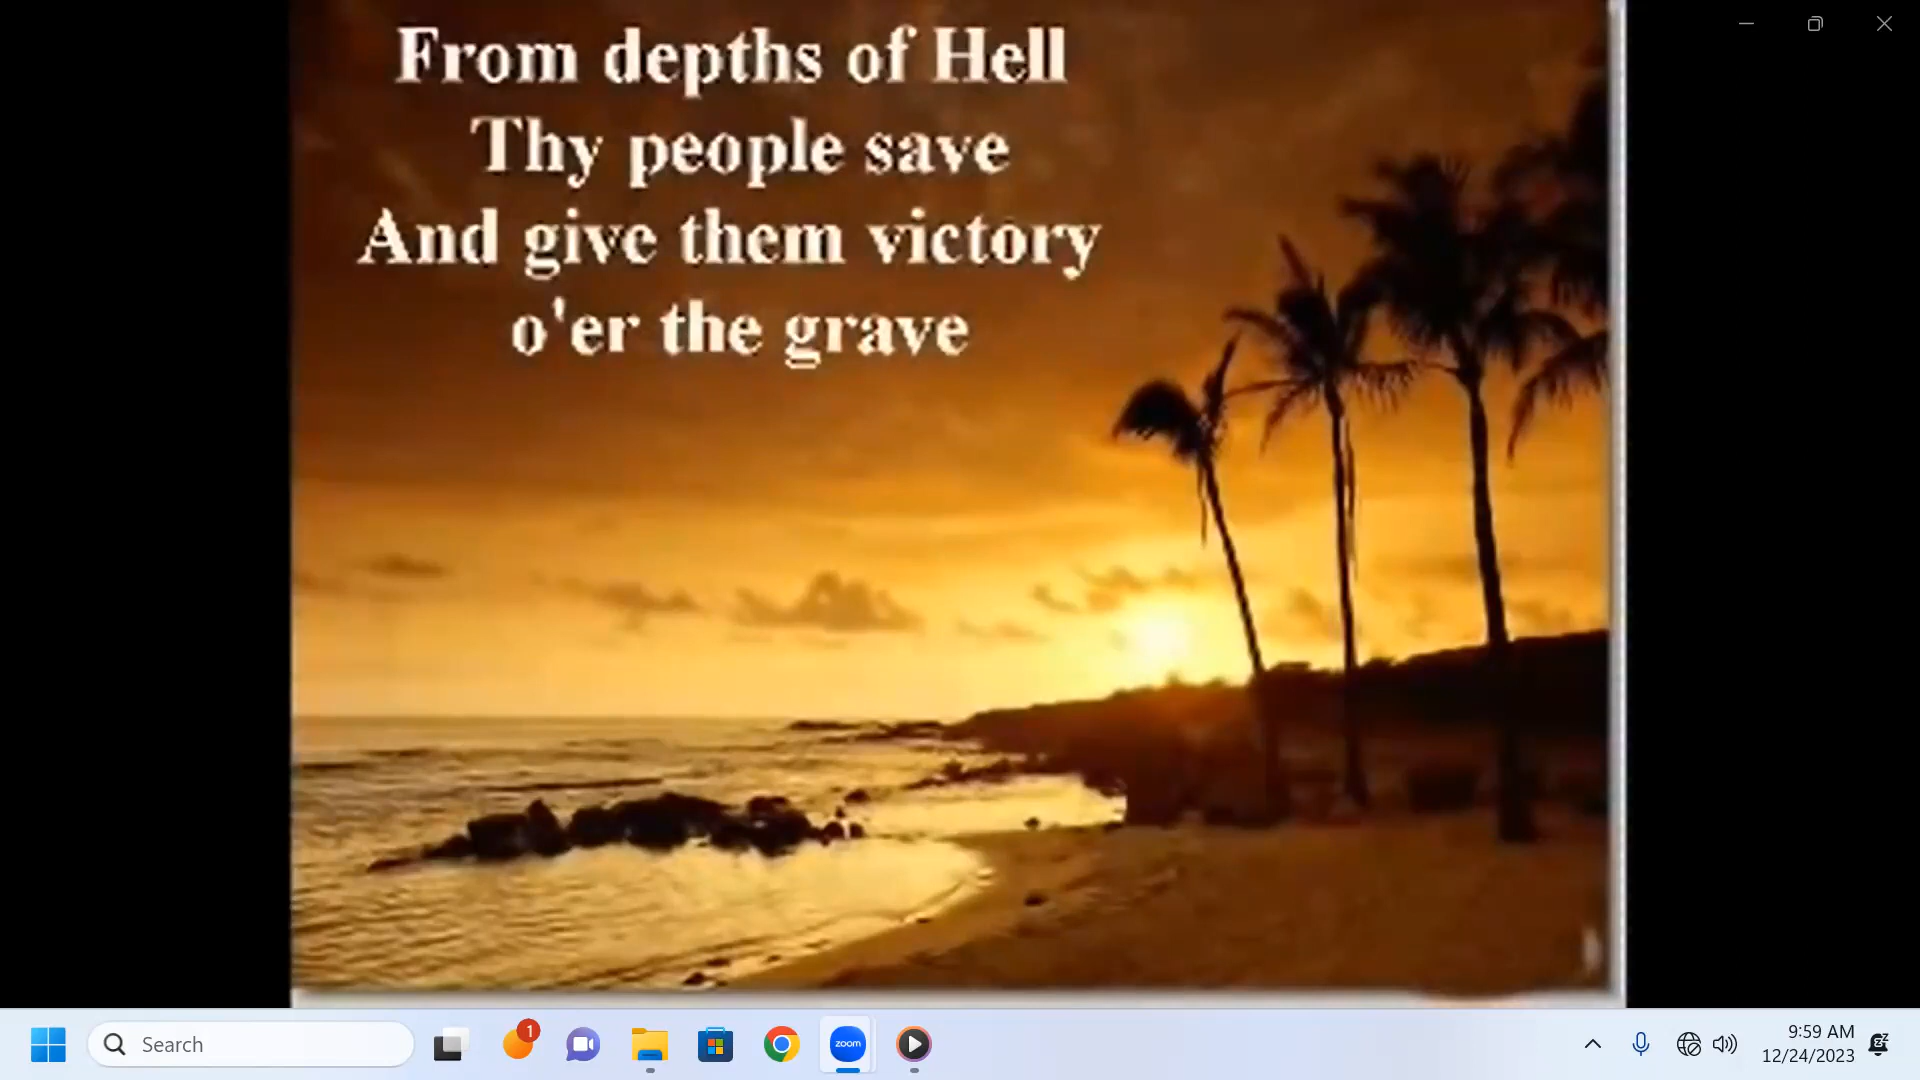 From depths of Hell
Thy people save
And give them victory
o'er the grave
1
Search
zoom
9:59 AM
12/24/2023